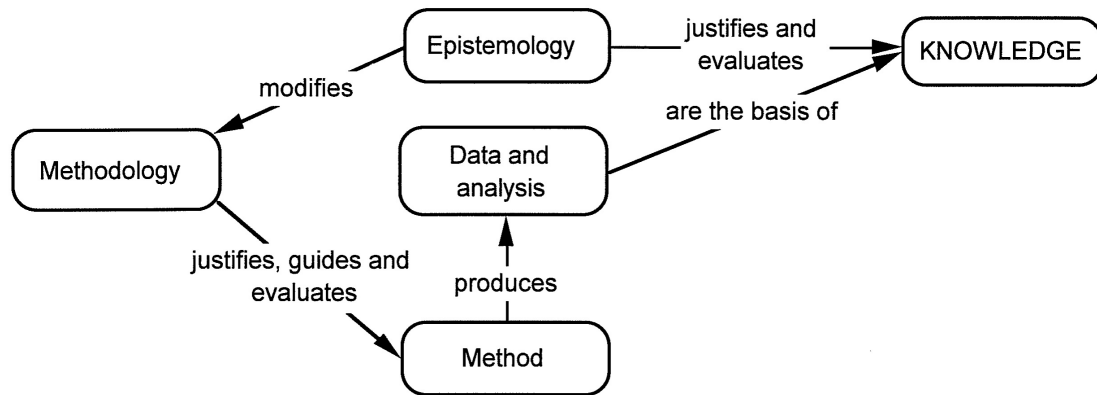 Epistemology
justifies and
evaluates
KNOWLEDGE
modifies
are the basis of
Methodology
Data and
analysis
justifies, guides and
evaluates
produces
Method